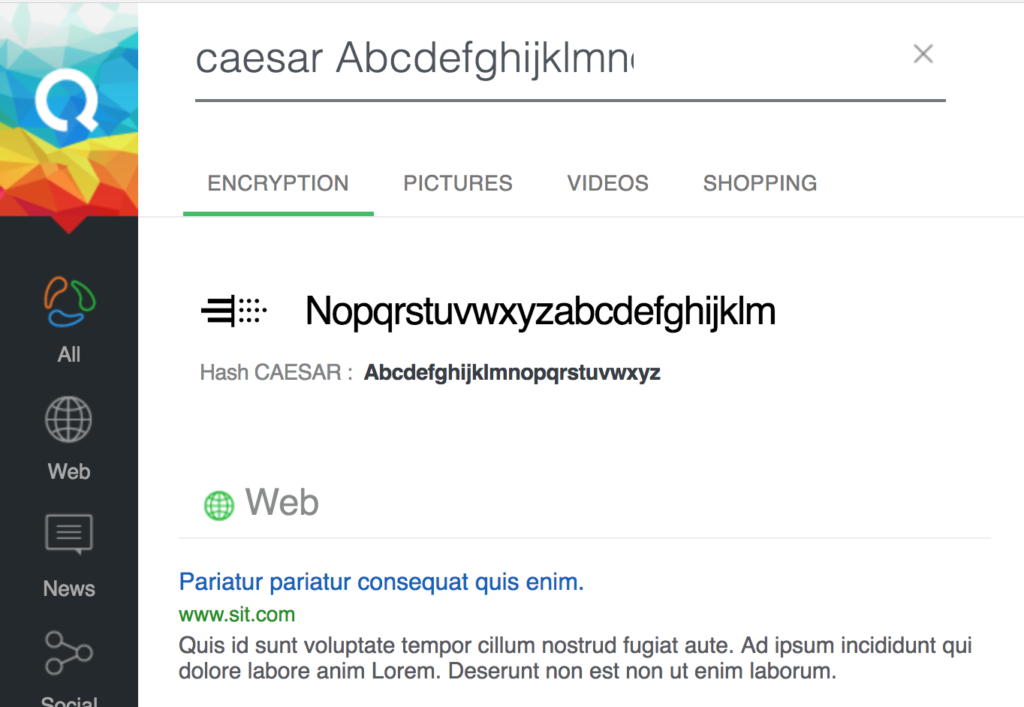 caesar Abcdefghijklmn
ENCRYPTION PICTURES VIDEOS SHOPPING
Nopqrstuvwxyzabcdefghijklm
Hash CAESAR : Abcdefghijklmnopqrstuvwxyz
All
Web
News
Social
Web
Pariatur pariatur consequat quis enim.
www.sit.com
Quis id sunt voluptate tempor cillum nostrud fugiat aute. Ad ipsum incididunt qui
dolore labore anim Lorem. Deserunt non est non ut enim laborum.